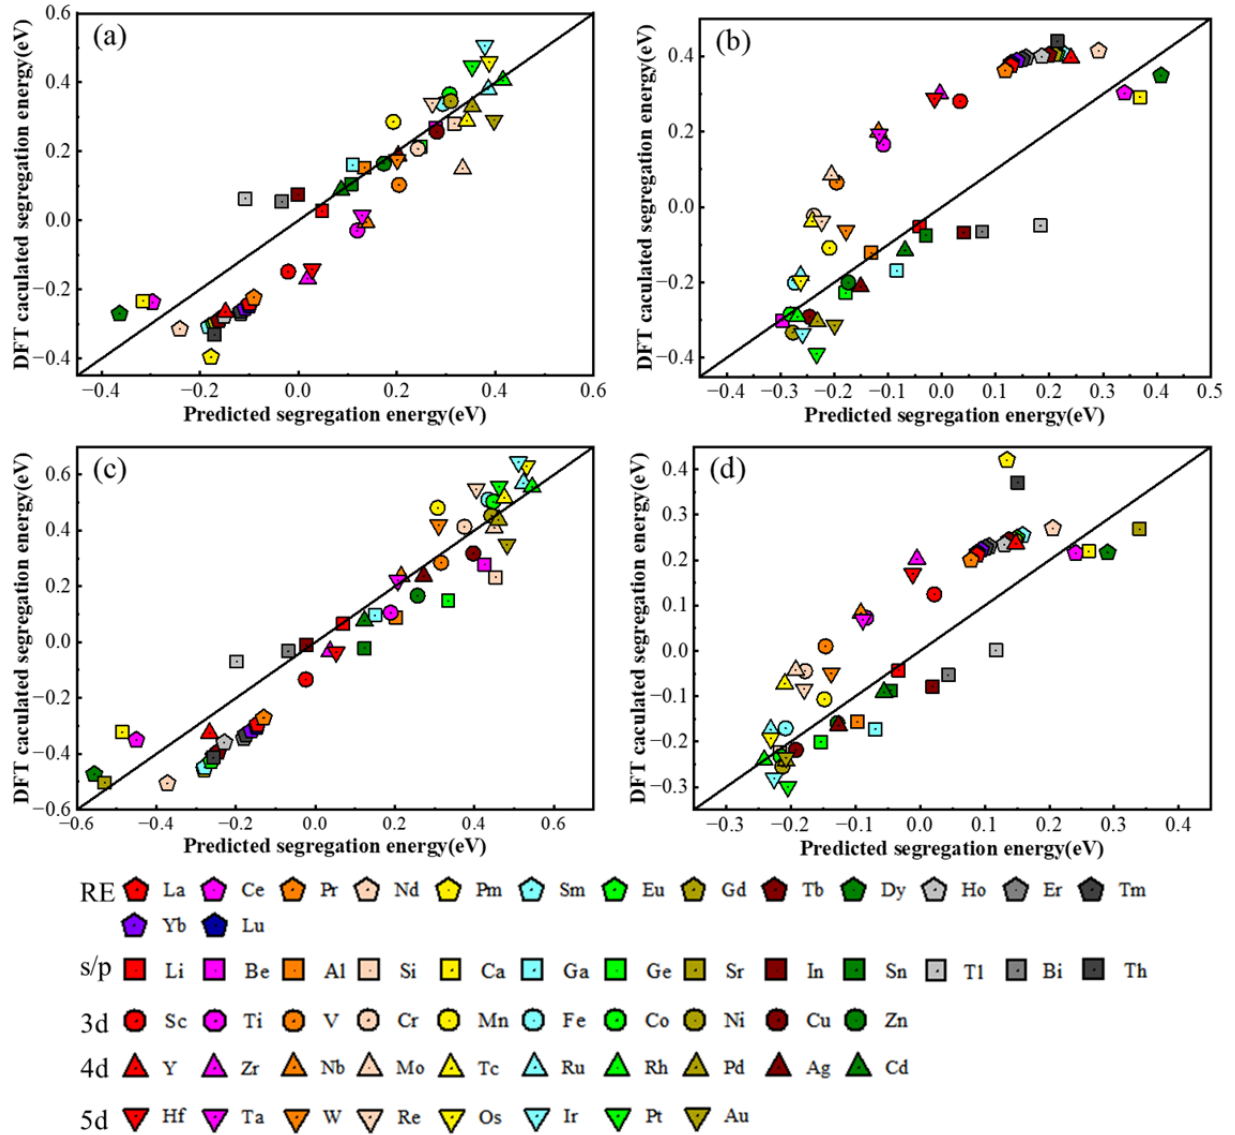 (a)
DFT caculated segregation energy(eV)
0.6
0.4
0.2
0.0
−0.2
−0.4
−0.4 −0.2 0.0 0.2 0.4 0.6
Predicted segregation energy(eV)
(b)
DFT caculated segregation energy(eV)
0.4
0.2
0.0
−0.2
−0.4
−0.4 −0.3 −0.2 −0.1 0.0 0.1 0.2 0.3 0.4 0.5
Predicted segregation energy(eV)
(c)
DFT caculated segregation energy(eV)
0.6
0.4
0.2
0.0
−0.2
−0.4
−0.6
−0.6 −0.4 −0.2 0.0 0.2 0.4 0.6
Predicted segregation energy(eV)
(d)
DFT caculated segregation energy(eV)
0.4
0.3
0.2
0.1
0.0
−0.1
−0.2
−0.3
−0.3 −0.2 −0.1 0.0 0.1 0.2 0.3 0.4
Predicted segregation energy(eV)
RE La Ce Pr Nd Pm Sm Eu Gd Tb Dy Ho Er Tm
Yb Lu
s/p Li Be Al Si Ca Ga Ge Sr In Sn Tl Bi Th
3d Sc Ti V Cr Mn Fe Co Ni Cu Zn
4d Y Zr Nb Mo Tc Ru Rh Pd Ag Cd
5d Hf Ta W Re Os Ir Pt Au